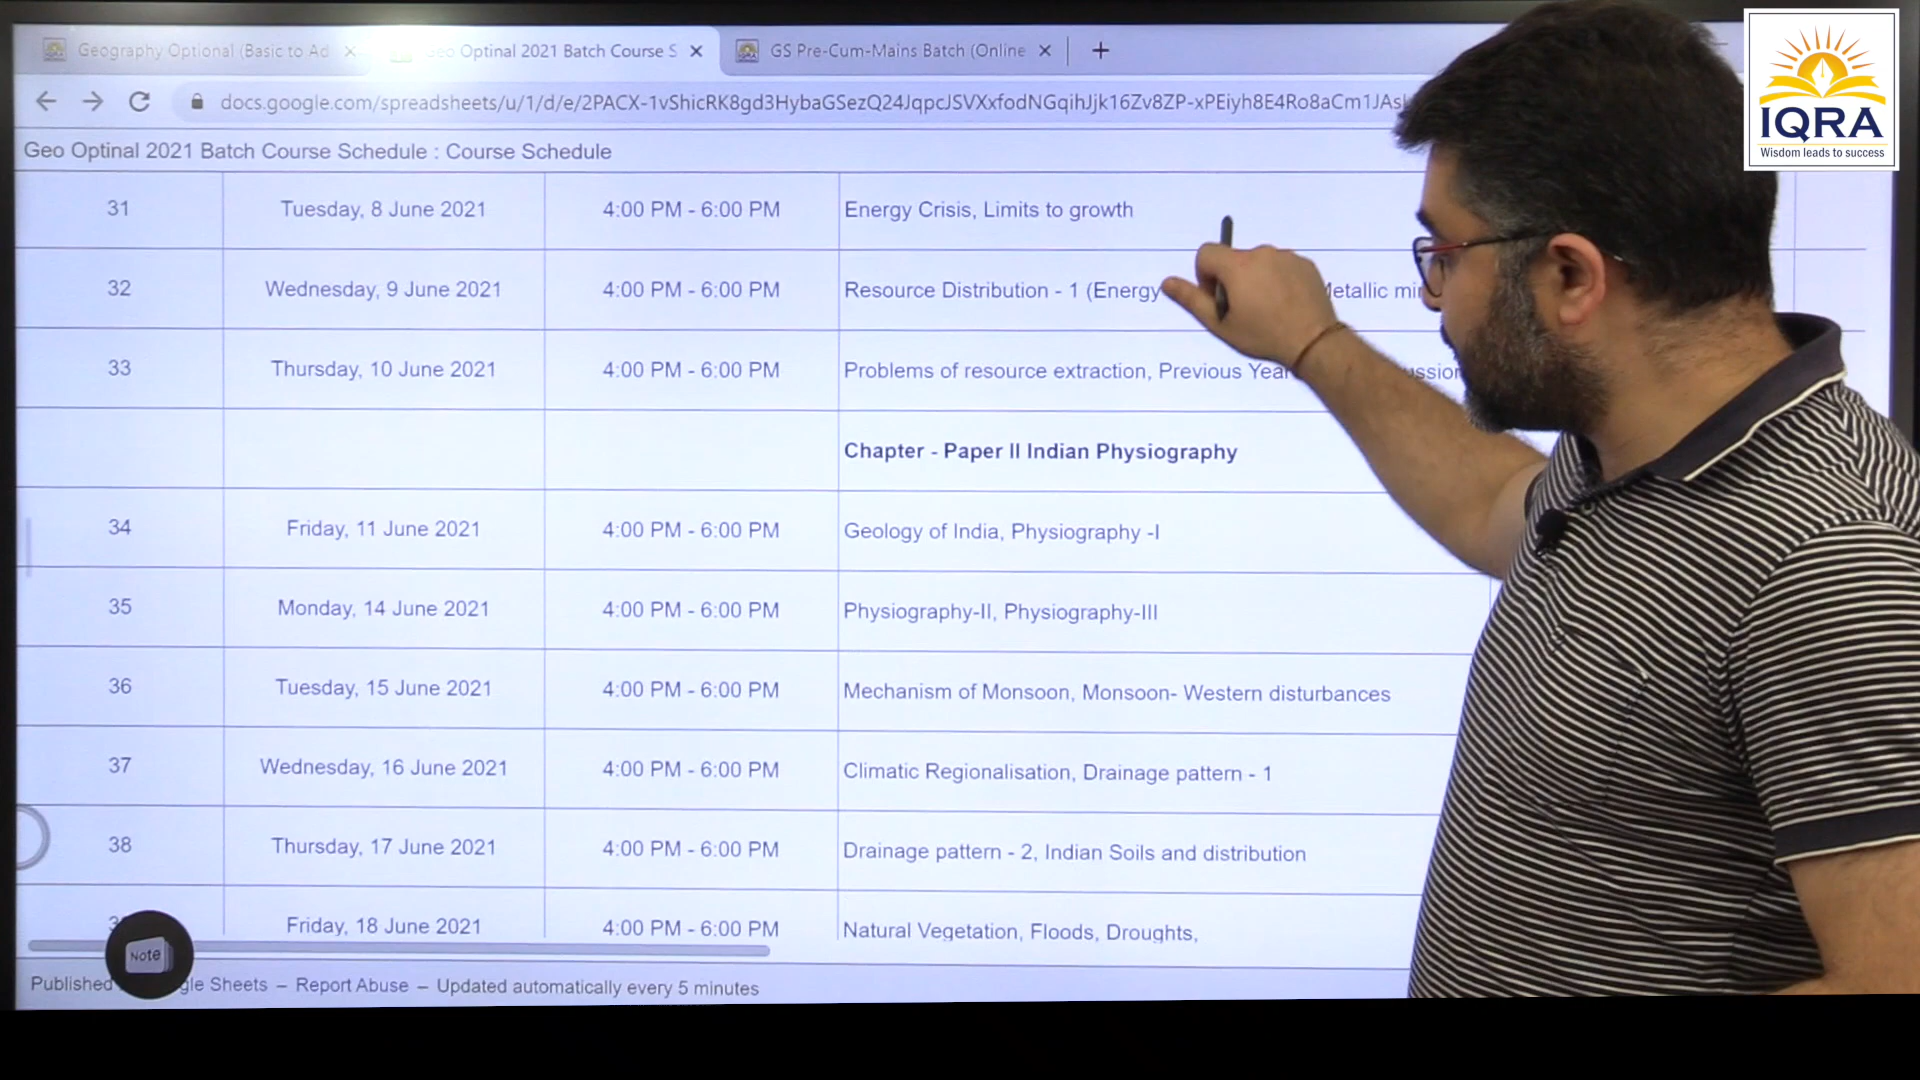 Geography Optional (Basic to Ad
Geo Optinal 2021 Batch Course S
GS Pre-Cum-Mains Batch (Online
docs.google.com/spreadsheets/u/1/d/e/2PACX-1vShicRK8gd3HybaGSezQ24JqpcJSVXxfodNGqihJjk16Zv8ZP-xPEiyh8E4Ro8aCm1JAsl
IQRA
Wisdom leads to success
Geo Optinal 2021 Batch Course Schedule : Course Schedule
31 Tuesday, 8 June 2021 4:00 PM - 6:00 PM Energy Crisis, Limits to growth
32 Wednesday, 9 June 2021 4:00 PM - 6:00 PM Resource Distribution - 1 (Energy
33 Thursday, 10 June 2021 4:00 PM - 6:00 PM Problems of resource extraction, Previous Year
Chapter - Paper II Indian Physiography
34 Friday, 11 June 2021 4:00 PM - 6:00 PM Geology of India, Physiography -I
35 Monday, 14 June 2021 4:00 PM - 6:00 PM Physiography-II, Physiography-III
36 Tuesday, 15 June 2021 4:00 PM - 6:00 PM Mechanism of Monsoon, Monsoon- Western disturbances
37 Wednesday, 16 June 2021 4:00 PM - 6:00 PM Climatic Regionalisation, Drainage pattern - 1
38 Thursday, 17 June 2021 4:00 PM - 6:00 PM Drainage pattern - 2, Indian Soils and distribution
Friday, 18 June 2021 4:00 PM - 6:00 PM Natural Vegetation, Floods, Droughts,
Note
Published gle Sheets – Report Abuse – Updated automatically every 5 minutes